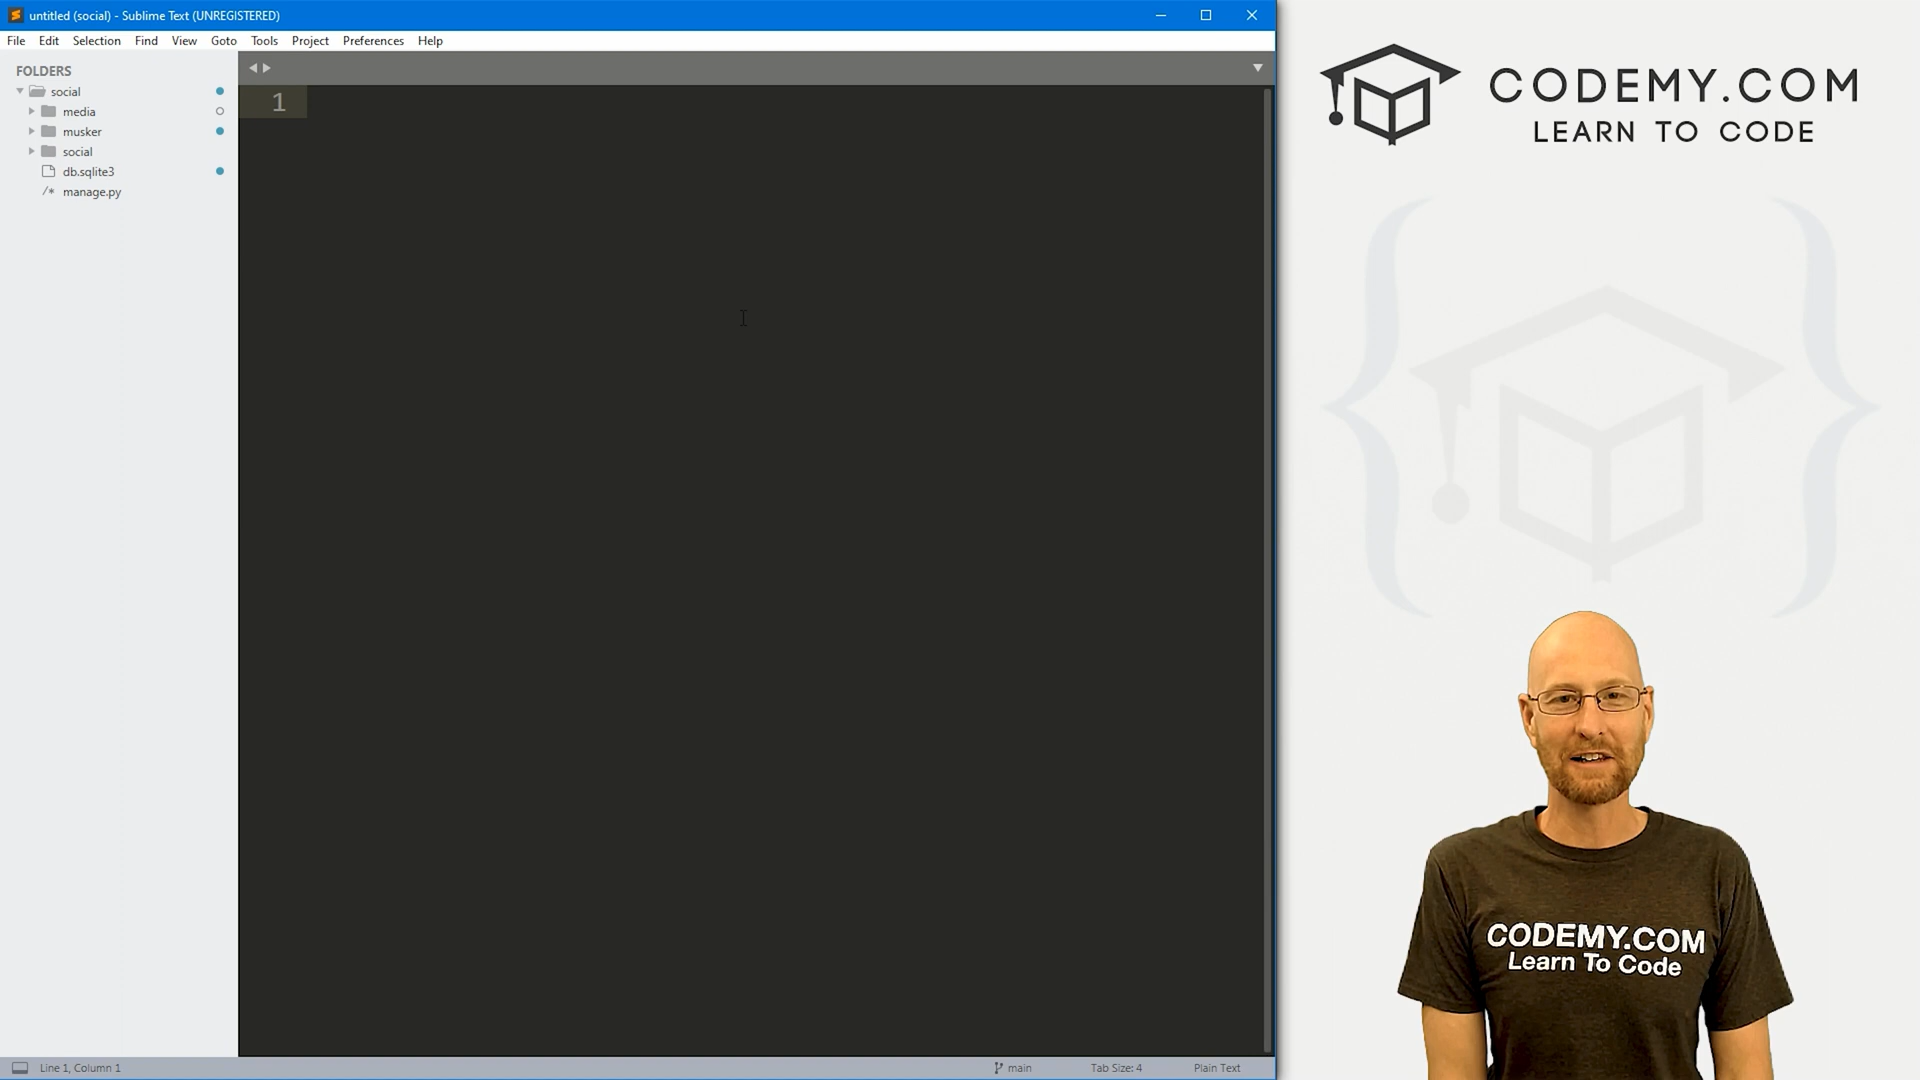 untitled (social) - Sublime Text (UNREGISTERED)
File Edit Selection Find View Goto Tools Project Preferences Help
FOLDERS
social
media
musker
social
db.sqlite3
/* manage.py
1
Line 1, Column 1
main
Tab Size: 4
Plain Text
CODEMY.COM
LEARN TO CODE
CODEMY.COM
Learn To Code